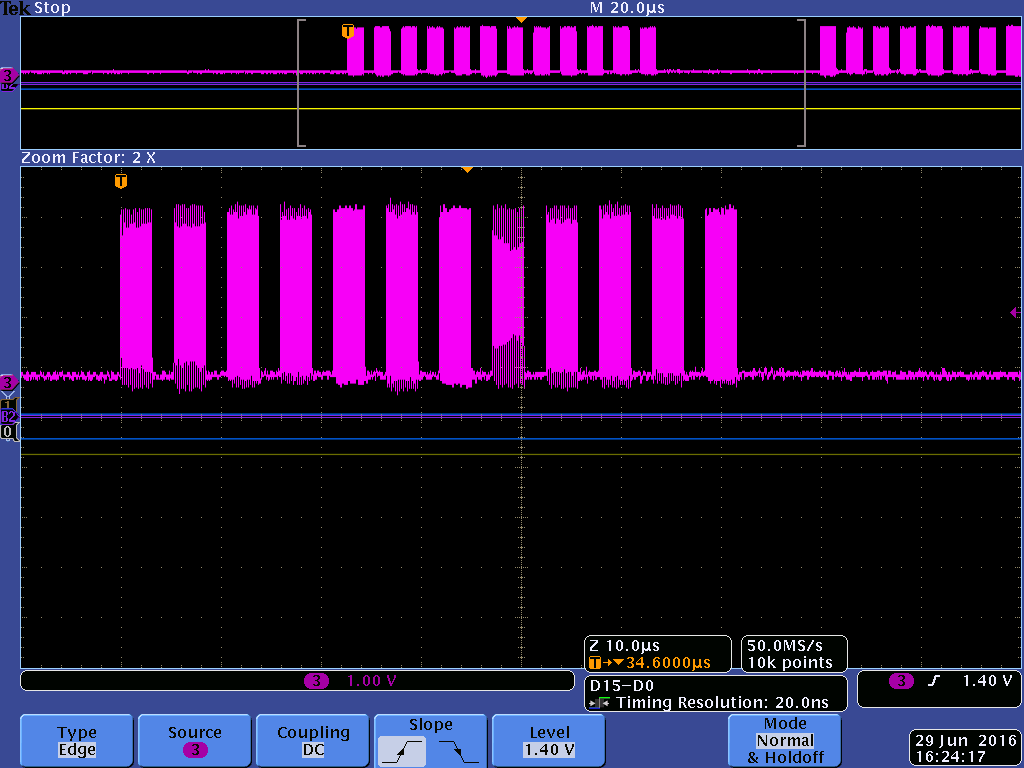 Tek Stop M 20.0µs
T
3
B2
Zoom Factor: 2 X
T
3
1
B2
0
Z 10.0µs 50.0MS/s
T→▼34.6000µs 10k points
3 1.00 V
D15-D0
Timing Resolution: 20.0ns
3 1.40 V
Type
Edge
Source
3
Coupling
DC
Slope
Level
1.40 V
Mode
Normal
& Holdoff
29 Jun 2016
16:24:17